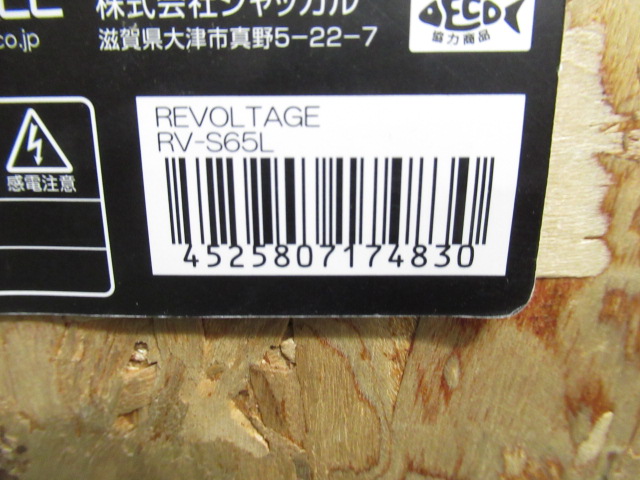 株式会社ジャッカル
co.jp
滋賀県大津市真野5-22-7
ECO
協力商品
感電注意
REVOLTAGE
RV-S65L
4525807174830